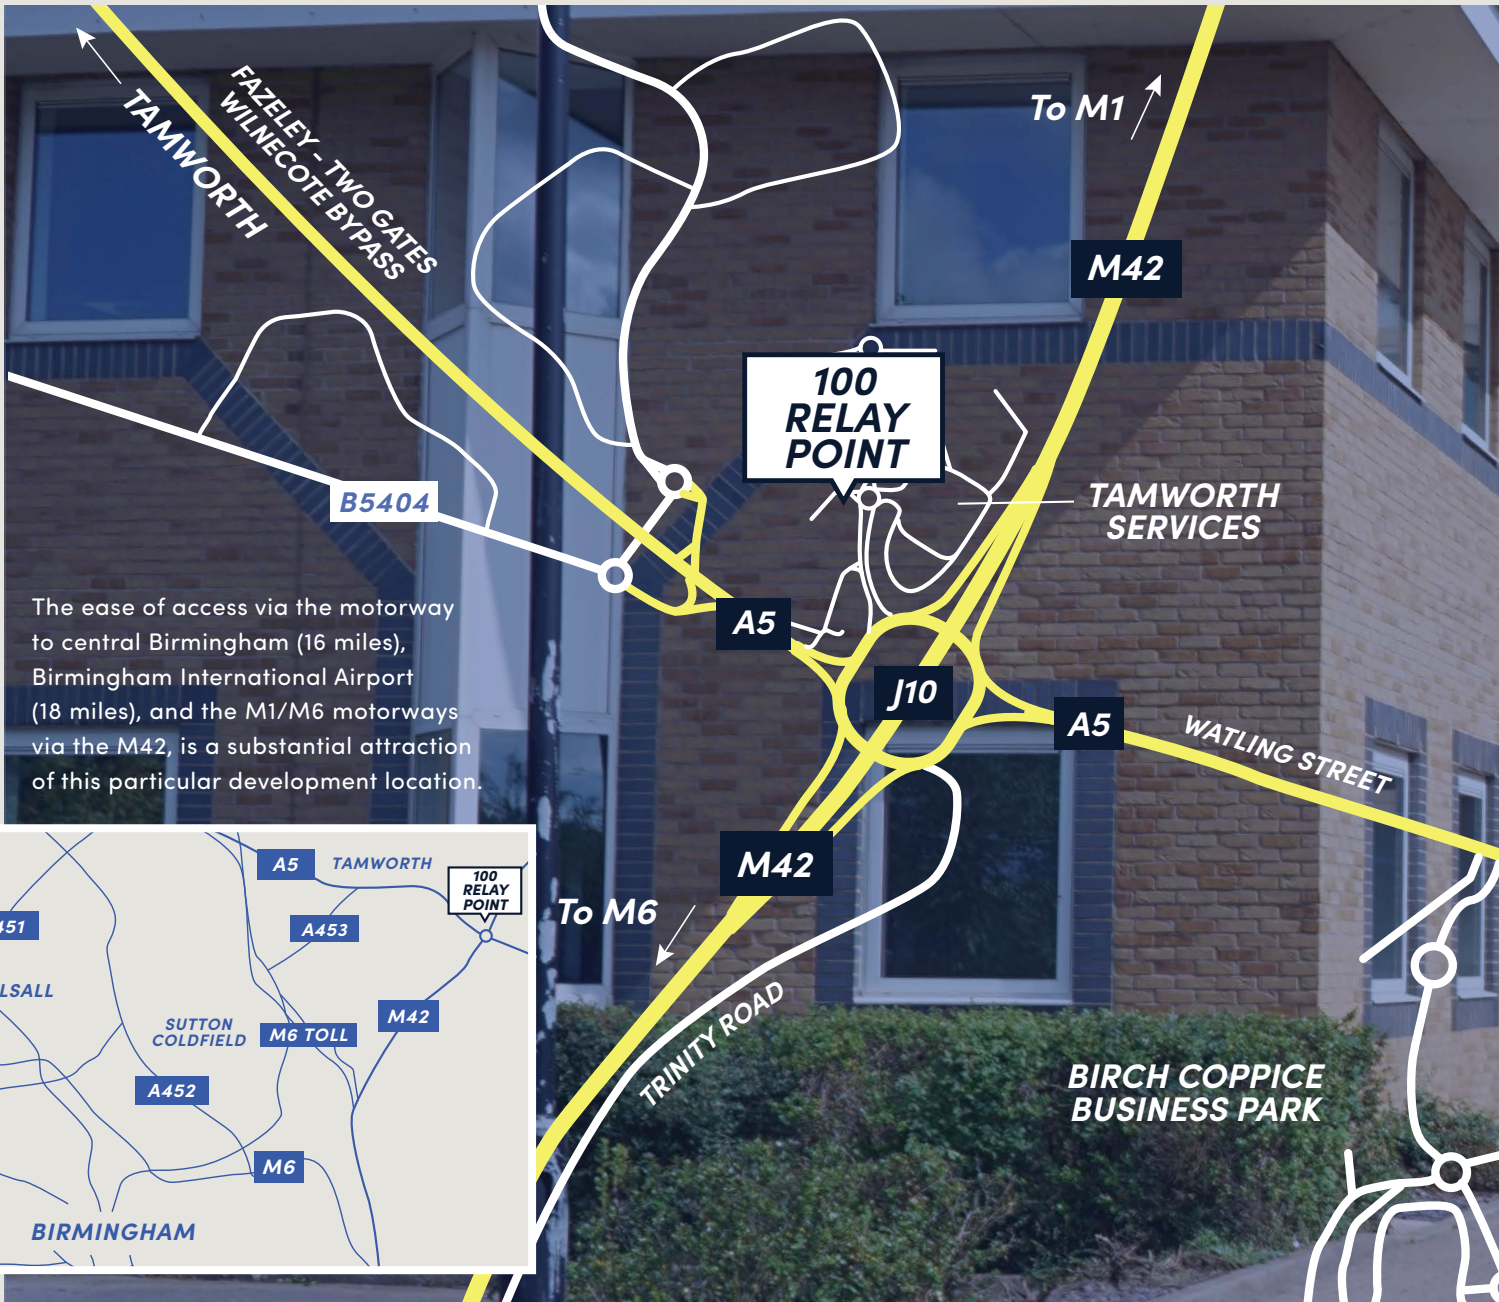 TAMWORTH
FAZELEY - TWO GATES
WILNECOTE BYPASS
To M1
M42
100
RELAY
POINT
B5404
TAMWORTH
SERVICES
A5
J10
A5
WATLING STREET
The ease of access via the motorway
to central Birmingham (16 miles),
Birmingham International Airport
(18 miles), and the M1/M6 motorways
via the M42, is a substantial attraction
of this particular development location.
M42
To M6
TRINITY ROAD
BIRCH COPPICE
BUSINESS PARK
A5
TAMWORTH
100
RELAY
POINT
451
A453
LSALL
M42
SUTTON
COLDFIELD
M6 TOLL
A452
M6
BIRMINGHAM